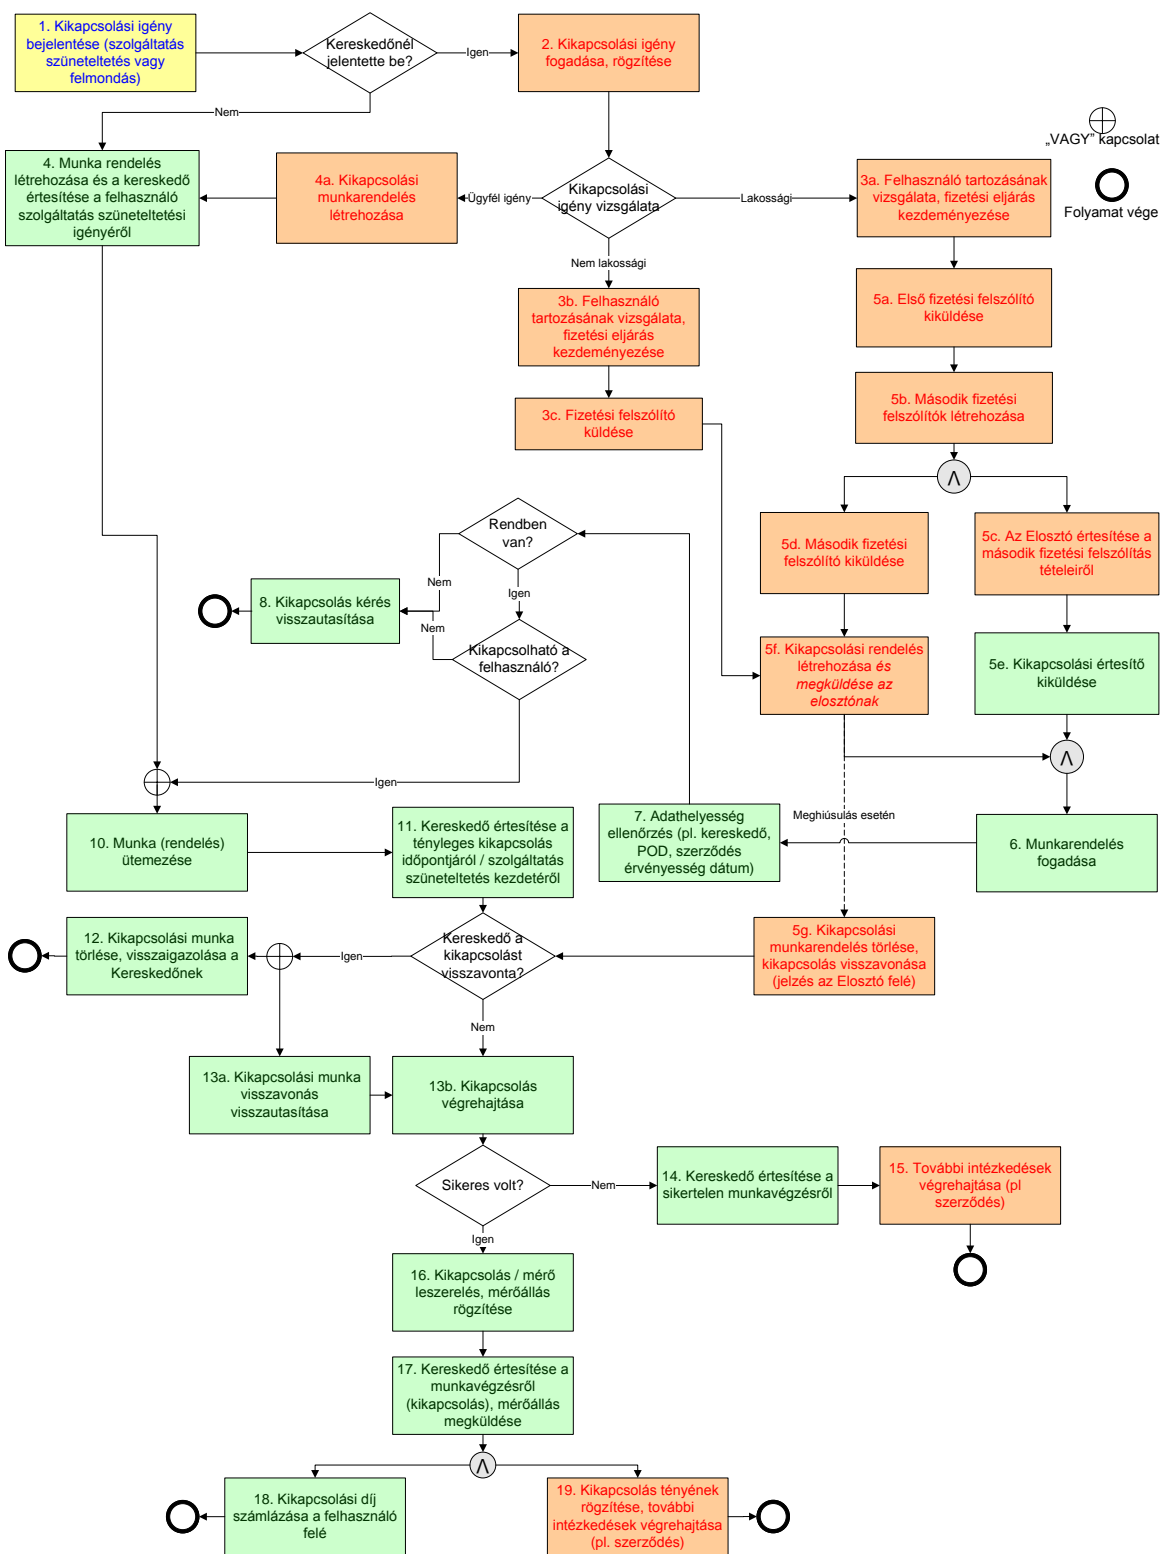 1. Kikapcsolási igény
bejelentése (szolgáltatás
szüneteltetés vagy
felmondás)
Kereskedőnél
jelentette be?
Igen
2. Kikapcsolási igény
fogadása, rögzítése
Nem
„VAGY” kapcsolat
Folyamat vége
4. Munka rendelés
létrehozása és a kereskedő
értesítése a felhasználó
szolgáltatás szüneteltetési
igényéről
4a. Kikapcsolási
munkarendelés
létrehozása
Ügyfél igény
Kikapcsolási
igény vizsgálata
Lakossági
3a. Felhasználó tartozásának
vizsgálata, fizetési eljárás
kezdeményezése
Nem lakossági
3b. Felhasználó
tartozásának vizsgálata,
fizetési eljárás
kezdeményezése
5a. Első fizetési felszólító
kiküldése
3c. Fizetési felszólító
küldése
5b. Második fizetési
felszólítók létrehozása
Λ
Rendben
van?
5d. Második fizetési
felszólító kiküldése
5c. Az Elosztó értesítése a
második fizetési felszólítás
tételeiről
Nem
Igen
8. Kikapcsolás kérés
visszautasítása
Nem
Kikapcsolható a
felhasználó?
5f. Kikapcsolási rendelés
létrehozása és
megküldése az
elosztónak
5e. Kikapcsolási értesítő
kiküldése
Λ
Igen
10. Munka (rendelés)
ütemezése
11. Kereskedő értesítése a
tényleges kikapcsolás
időpontjáról / szolgáltatás
szüneteltetés kezdetéről
7. Adathelyesség
ellenőrzés (pl. kereskedő,
POD, szerződés
érvényesség dátum)
Meghiúsulás esetén
6. Munkarendelés
fogadása
12. Kikapcsolási munka
törlése, visszaigazolása a
Kereskedőnek
Igen
Kereskedő a
kikapcsolást
visszavonta?
5g. Kikapcsolási
munkarendelés törlése,
kikapcsolás visszavonása
(jelzés az Elosztó felé)
Nem
13a. Kikapcsolási munka
visszavonás
visszautasítása
13b. Kikapcsolás
végrehajtása
Sikeres volt?
Nem
14. Kereskedő értesítése a
sikertelen munkavégzésről
15. További intézkedések
végrehajtása (pl
szerződés)
Igen
16. Kikapcsolás / mérő
leszerelés, mérőállás
rögzítése
17. Kereskedő értesítése a
munkavégzésről
(kikapcsolás), mérőállás
megküldése
Λ
18. Kikapcsolási díj
számlázása a felhasználó
felé
19. Kikapcsolás tényének
rögzítése, további
intézkedések végrehajtása
(pl. szerződés)